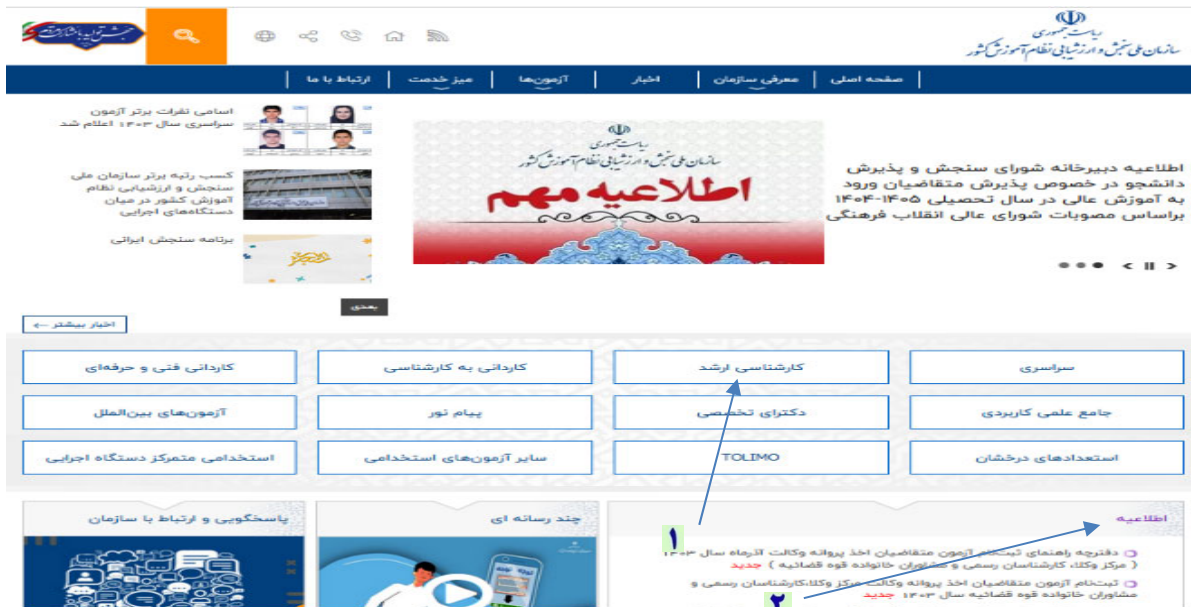 ریاست جمهوری
سازمان ملی سنجش و ارزشیابی نظام آموزش کشور
صفحه اصلی
معرفی سازمان
اخبار
آزمون‌ها
میز خدمت
ارتباط با ما
اطلاعیه دبیرخانه شورای سنجش و پذیرش
دانشجو در خصوص پذیرش متقاضیان ورود
به آموزش عالی در سال تحصیلی ۱۴۰۵-۱۴۰۴
براساس مصوبات شورای عالی انقلاب فرهنگی
ریاست جمهوری
سازمان ملی سنجش و ارزشیابی نظام آموزش کشور
اطلاعیه مهم
اسامی نفرات برتر آزمون
سراسری سال ۱۴۰۳ اعلام شد
کسب رتبه برتر سازمان ملی
سنجش و ارزشیابی نظام
آموزش کشور در میان
دستگاه‌های اجرایی
برنامه سنجش ایرانی
بعدی
اخبار بیشتر
سراسری
کارشناسی ارشد
کاردانی به کارشناسی
کاردانی فنی و حرفه‌ای
جامع علمی کاربردی
دکترای تخصصی
پیام نور
آزمون‌های بین‌الملل
استعدادهای درخشان
TOLIMO
سایر آزمون‌های استخدامی
استخدامی متمرکز دستگاه اجرایی
اطلاعیه
چند رسانه ای
پاسخگویی و ارتباط با سازمان
۱
دفترچه راهنمای ثبت‌نام آزمون متقاضیان اخذ پروانه وکالت آذرماه سال ۱۴۰۳
( مرکز وکلا، کارشناسان رسمی و مشاوران خانواده قوه قضائیه ) جدید
ثبت‌نام آزمون متقاضیان اخذ پروانه وکالت مرکز وکلا،کارشناسان رسمی و
مشاوران خانواده قوه قضائیه سال ۱۴۰۳ جدید
۲